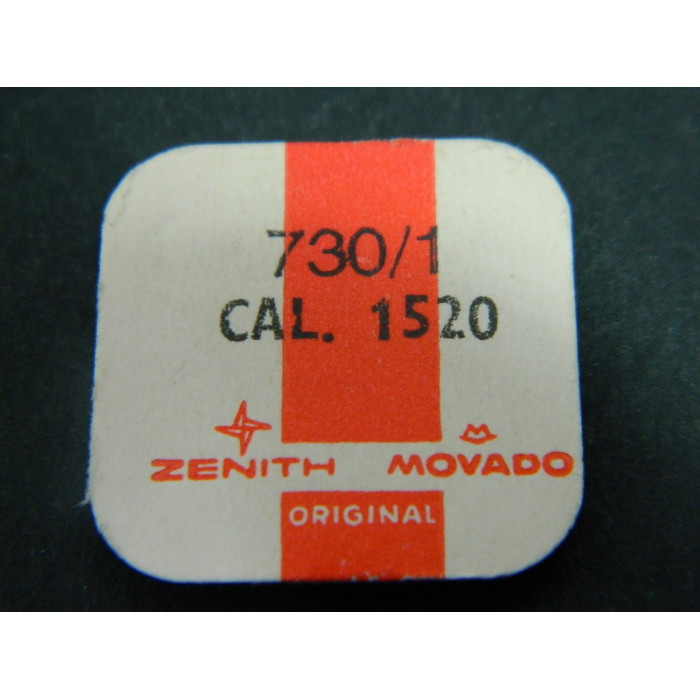 730/1
CAL. 1520
ZENITH MOVADO
ORIGINAL